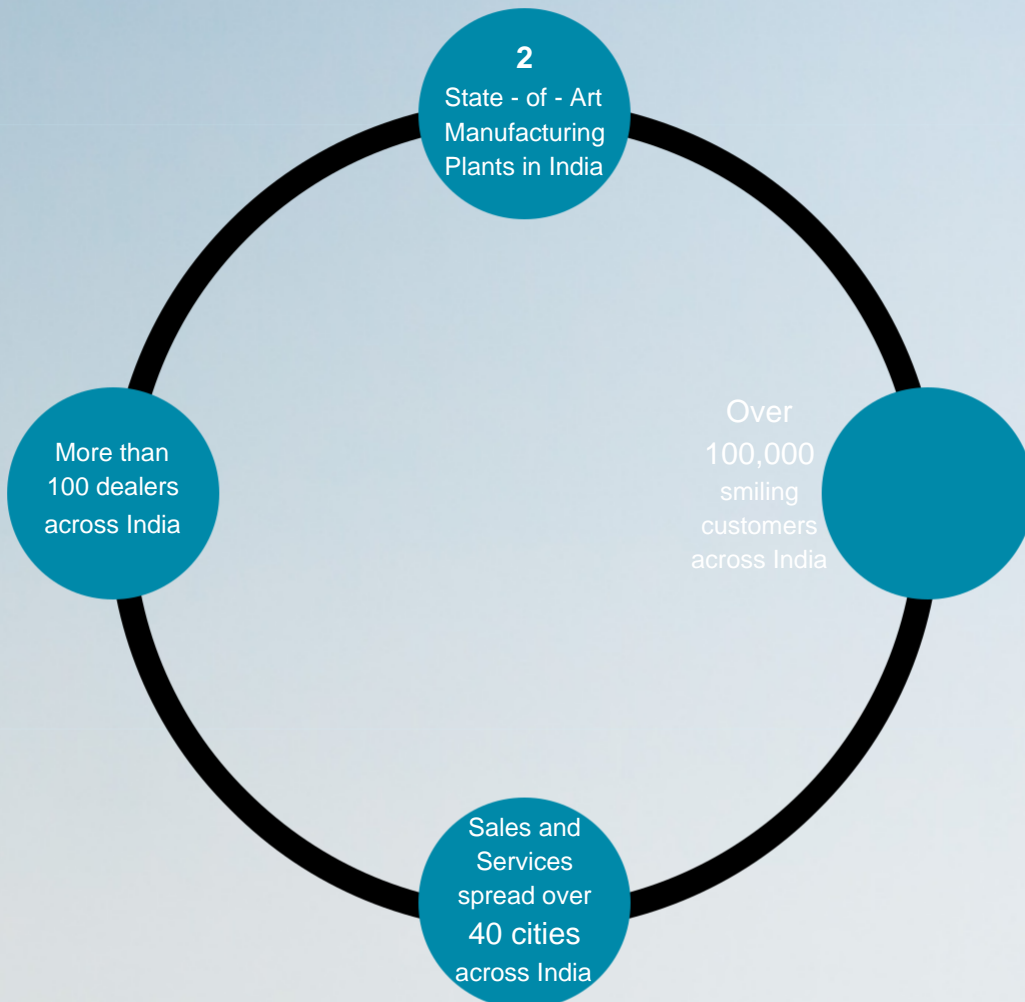 2
State - of - Art
Manufacturing
Plants in India
More than
100 dealers
across India
Over
100,000
smiling
customers
across India
Sales and
Services
spread over
40 cities
across India